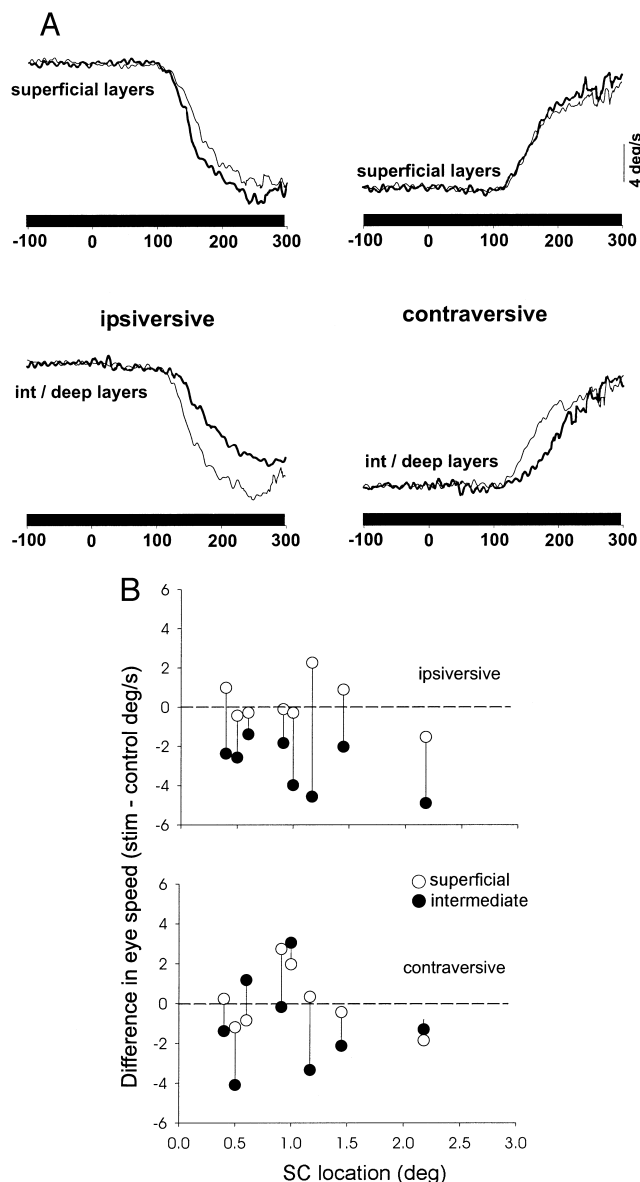 A
superficial layers
superficial layers
4 deg/s
-100 0 100 200 300
-100 0 100 200 300
ipsiversive
contraversive
int / deep layers
int / deep layers
-100 0 100 200 300
-100 0 100 200 300
B
Difference in eye speed (stim - control deg/s)
6
4
2
0
-2
-4
-6
ipsiversive
superficial
intermediate
6
4
2
0
-2
-4
-6
contraversive
0.0 0.5 1.0 1.5 2.0 2.5 3.0
SC location (deg)